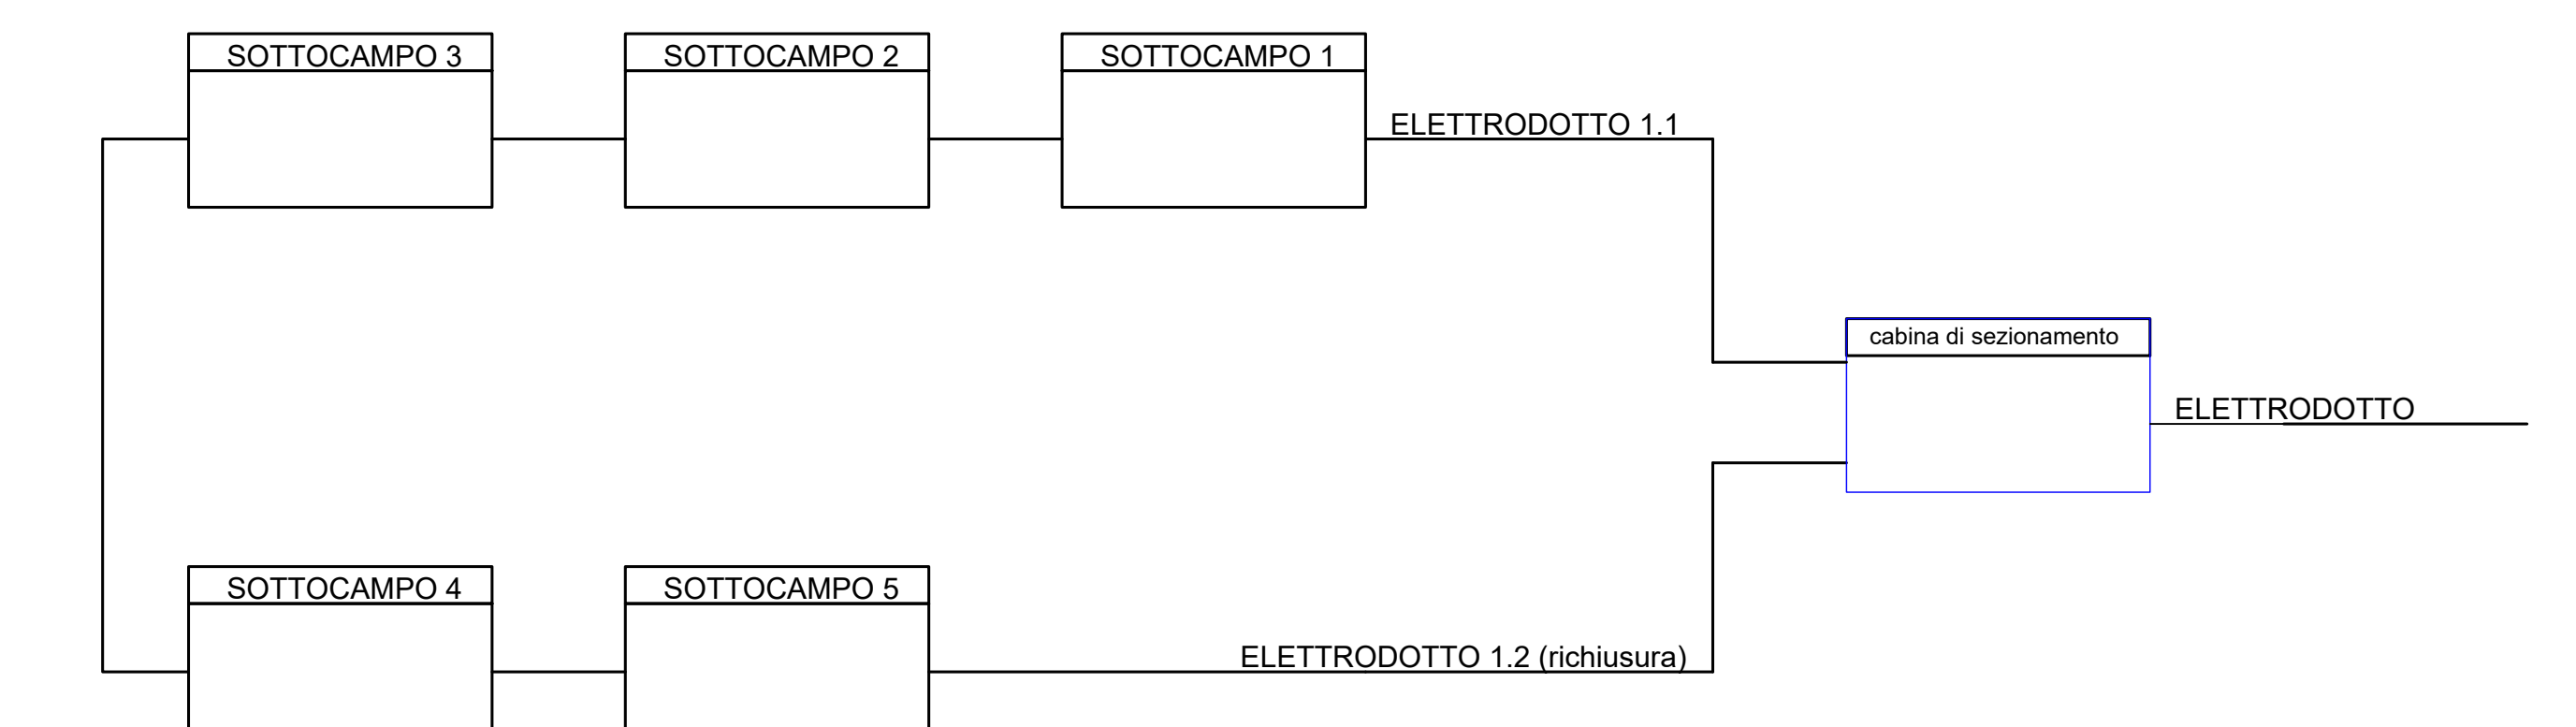 SOTTOCAMPO 3
SOTTOCAMPO 2
SOTTOCAMPO 1
ELETTRODOTTO 1.1
cabina di sezionamento
ELETTRODOTTO
SOTTOCAMPO 4
SOTTOCAMPO 5
ELETTRODOTTO 1.2 (richiusura)